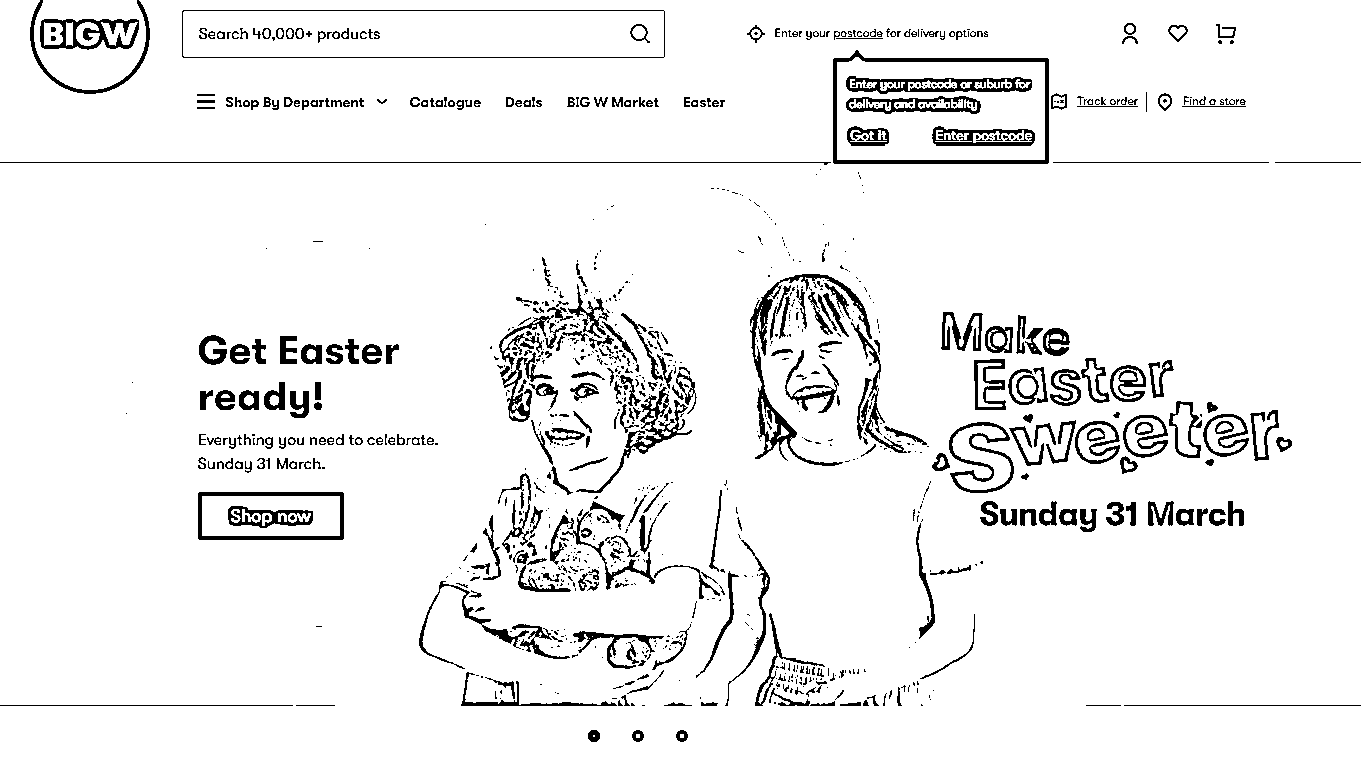 BIGW
Search 40,000+ products
Enter your postcode for delivery options
Enter your postcode or suburb for
delivery and availability
Got it Enter postcode
Shop By Department Catalogue Deals BIG W Market Easter
Track order Find a store
Get Easter
ready!
Everything you need to celebrate.
Sunday 31 March.
Shop now
Make
Easter
Sweeter
Sunday 31 March